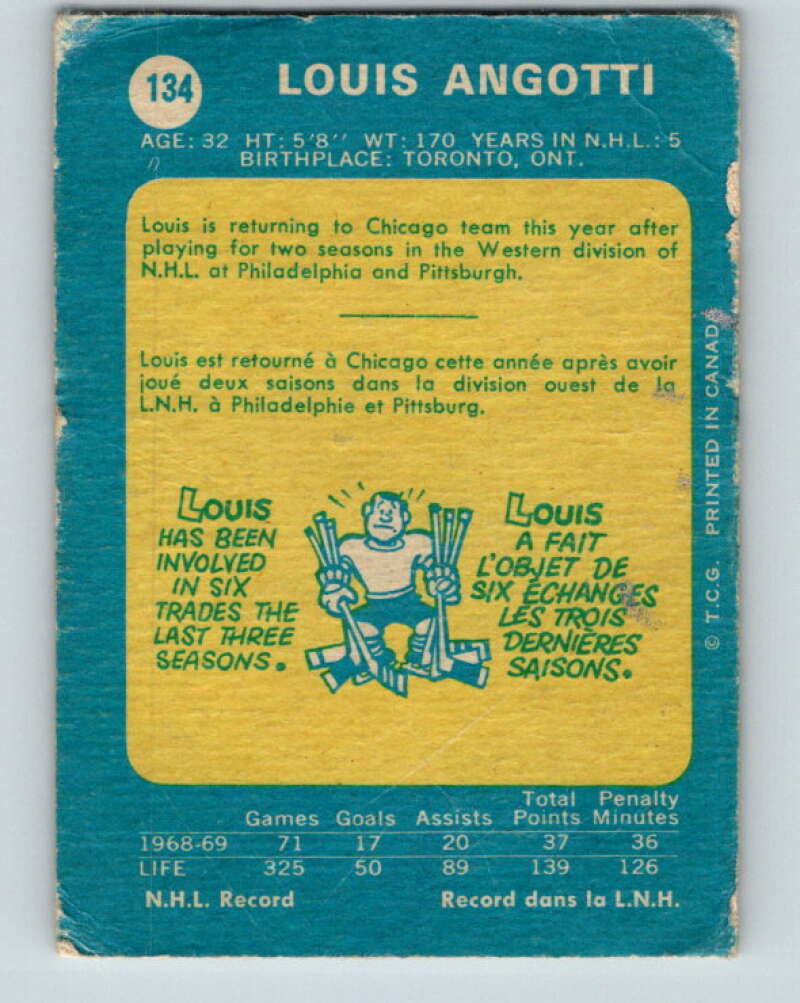 134
LOUIS ANGOTTI
AGE: 32 HT: 5'8'' WT: 170 YEARS IN N.H.L.: 5
BIRTHPLACE: TORONTO, ONT.
Louis is returning to Chicago team this year after
playing for two seasons in the Western division of
N.H.L. at Philadelphia and Pittsburgh.
Louis est retourné à Chicago cette année après avoir
joué deux saisons dans la division ouest de la
L.N.H. à Philadelphie et Pittsburg.
LOUIS
HAS BEEN
INVOLVED
IN SIX
TRADES THE
LAST THREE
SEASONS.
LOUIS
A FAIT
L'OBJET DE
SIX ÉCHANGES
LES TROIS
DERNIÈRES
SAISONS.
© T.C.G. PRINTED IN CANADA
Total Penalty
Games Goals Assists Points Minutes
1968-69 71 17 20 37 36
LIFE 325 50 89 139 126
N.H.L. Record Record dans la L.N.H.